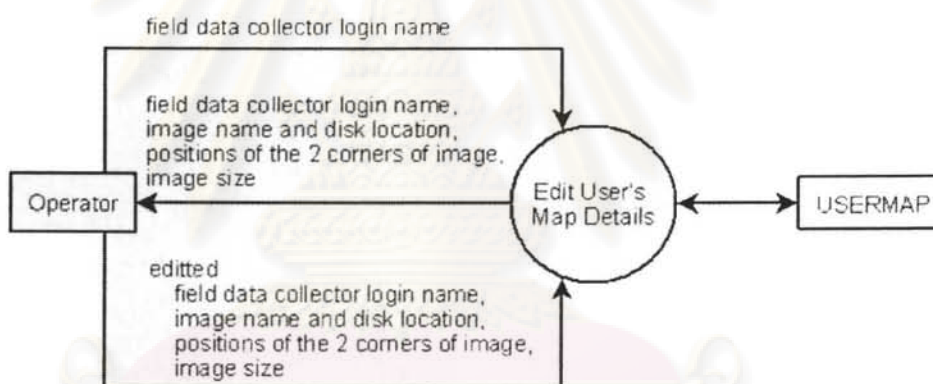 field data collector login name
field data collector login name,
image name and disk location,
positions of the 2 corners of image,
image size
Operator
Edit User's
Map Details
USERMAP
editted
field data collector login name,
image name and disk location,
positions of the 2 corners of image,
image size